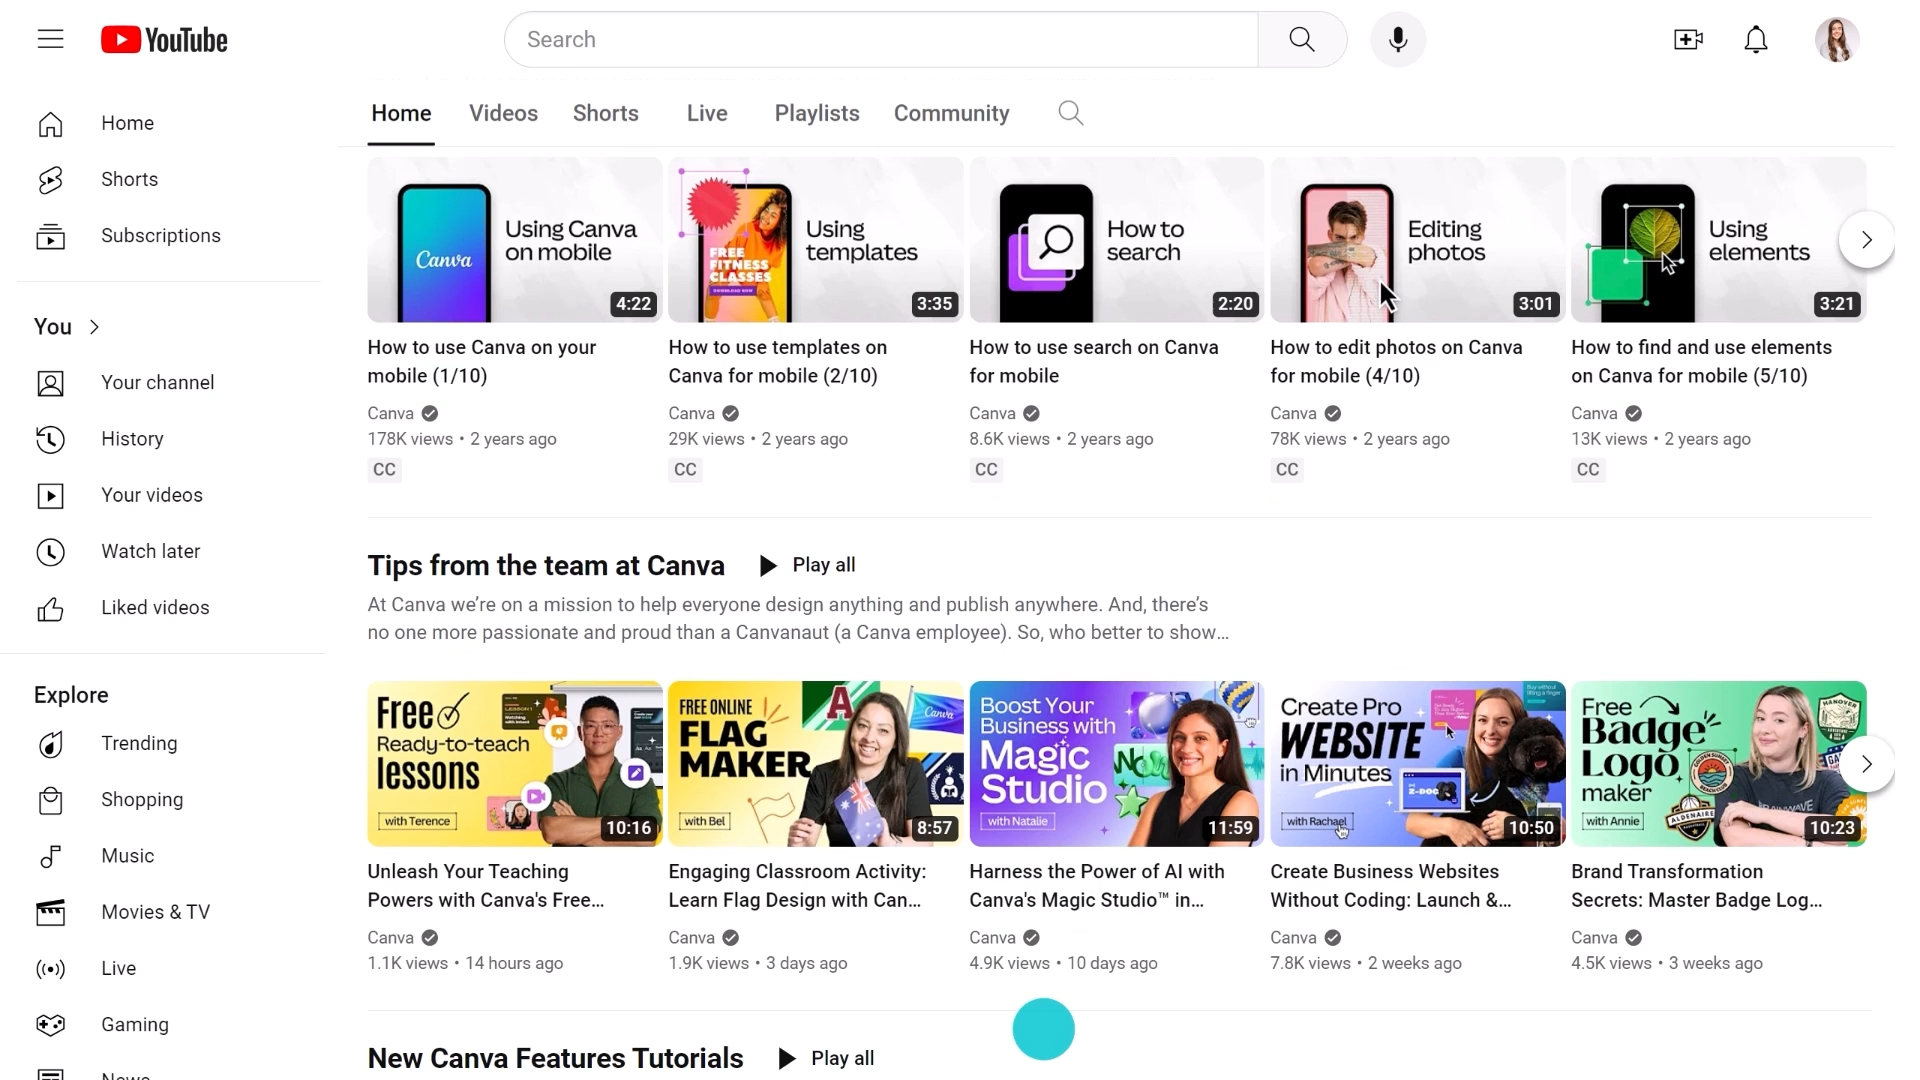 YouTube
Search
Home
Shorts
Subscriptions
You
Your channel
History
Your videos
Watch later
Liked videos
Explore
Trending
Shopping
Music
Movies & TV
Live
Gaming
News
Home Videos Shorts Live Playlists Community
Canva
Using Canva
on mobile
4:22
FREE
FITNESS
CLASSES
DOWNLOAD NOW
Using
templates
3:35
How to
search
2:20
Editing
photos
3:01
Using
elements
3:21
How to use Canva on your
mobile (1/10)
Canva
178K views • 2 years ago
CC
How to use templates on
Canva for mobile (2/10)
Canva
29K views • 2 years ago
CC
How to use search on Canva
for mobile
Canva
8.6K views • 2 years ago
CC
How to edit photos on Canva
for mobile (4/10)
Canva
78K views • 2 years ago
CC
How to find and use elements
on Canva for mobile (5/10)
Canva
13K views • 2 years ago
CC
Tips from the team at Canva Play all
At Canva we’re on a mission to help everyone design anything and publish anywhere. And, there’s
no one more passionate and proud than a Canvanaut (a Canva employee). So, who better to show…
Free
Ready-to-teach
lessons
with Terence
LESSON 1
10:16
FREE ONLINE
FLAG
MAKER
with Bel
A
Canva
8:57
Boost Your
Business with
Magic
Studio
with Natalie
11:59
Create Pro
WEBSITE
in Minutes
with Rachael
Z-DOG
10:50
Free
Badge
Logo
maker
with Annie
HANOVER
ALDENAIRE
10:23
Unleash Your Teaching
Powers with Canva's Free…
Canva
1.1K views • 14 hours ago
Engaging Classroom Activity:
Learn Flag Design with Can…
Canva
1.9K views • 3 days ago
Harness the Power of AI with
Canva's Magic Studio™ in…
Canva
4.9K views • 10 days ago
Create Business Websites
Without Coding: Launch &…
Canva
7.8K views • 2 weeks ago
Brand Transformation
Secrets: Master Badge Log…
Canva
4.5K views • 3 weeks ago
New Canva Features Tutorials Play all